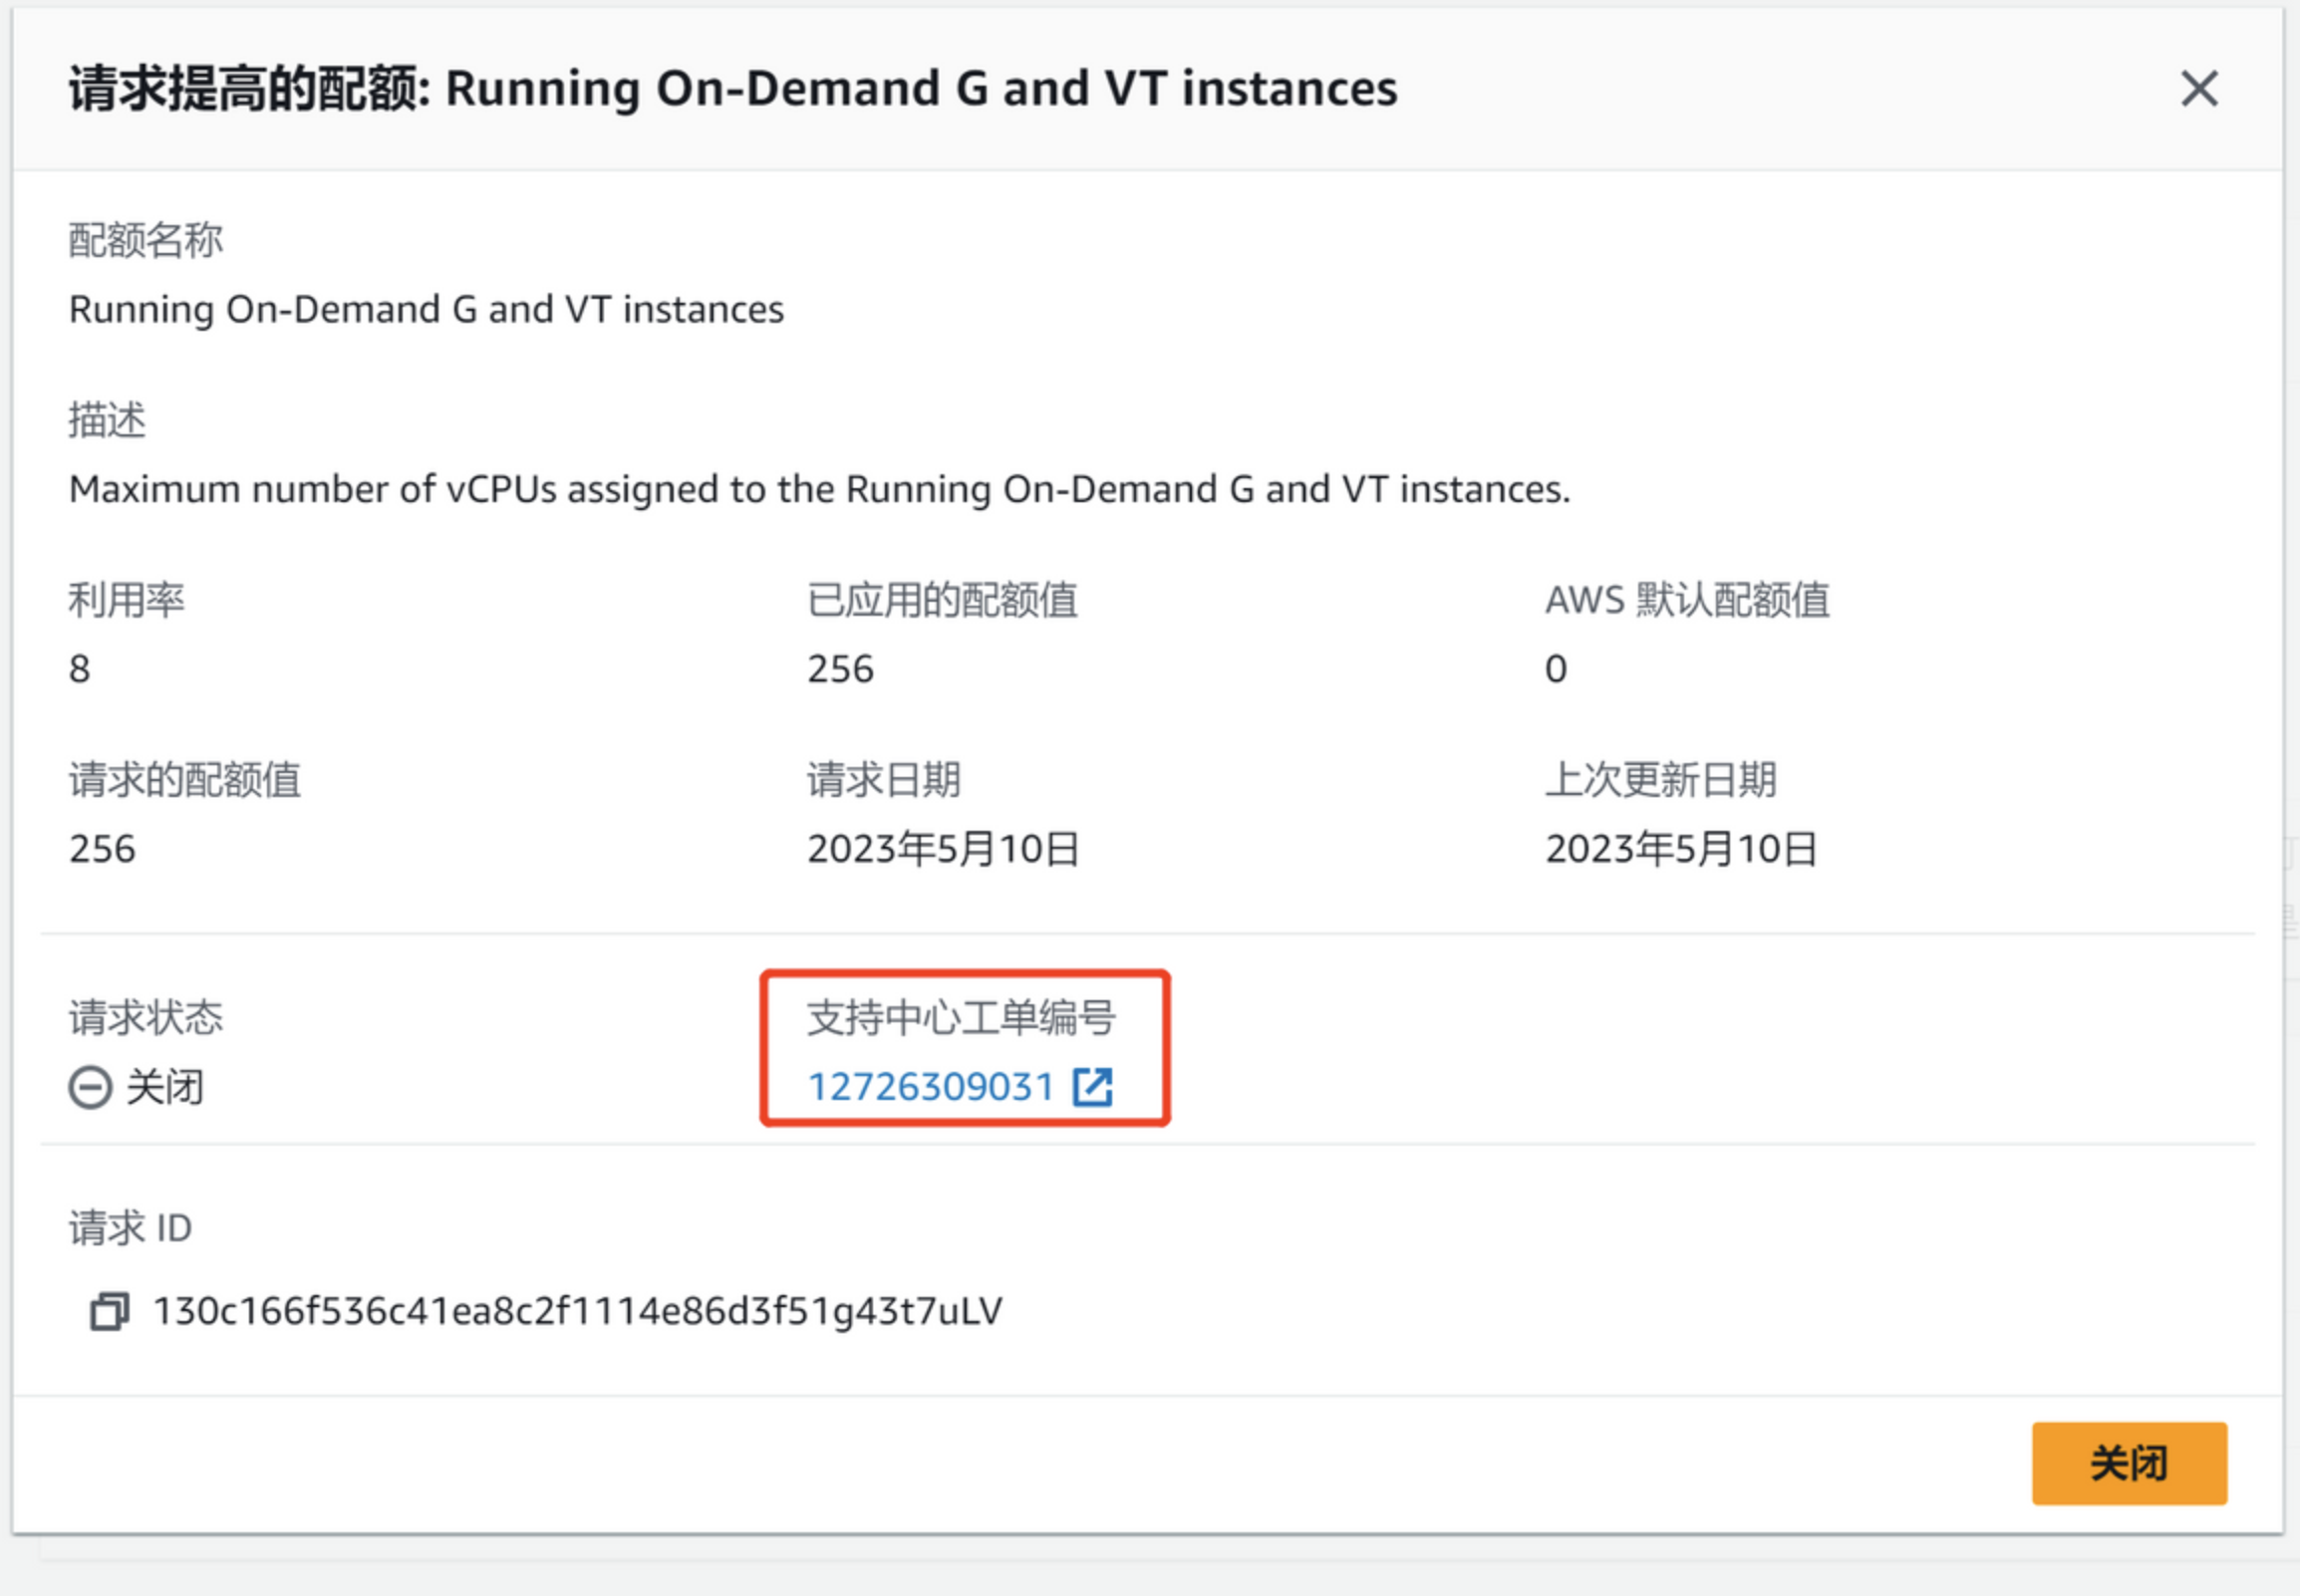 请求提高的配额: Running On-Demand G and VT instances
配额名称
Running On-Demand G and VT instances
描述
Maximum number of vCPUs assigned to the Running On-Demand G and VT instances.
利用率
8
已应用的配额值
256
AWS 默认配额值
0
请求的配额值
256
请求日期
2023年5月10日
上次更新日期
2023年5月10日
请求状态
关闭
支持中心工单编号
12726309031
请求 ID
130c166f536c41ea8c2f1114e86d3f51g43t7uLV
关闭